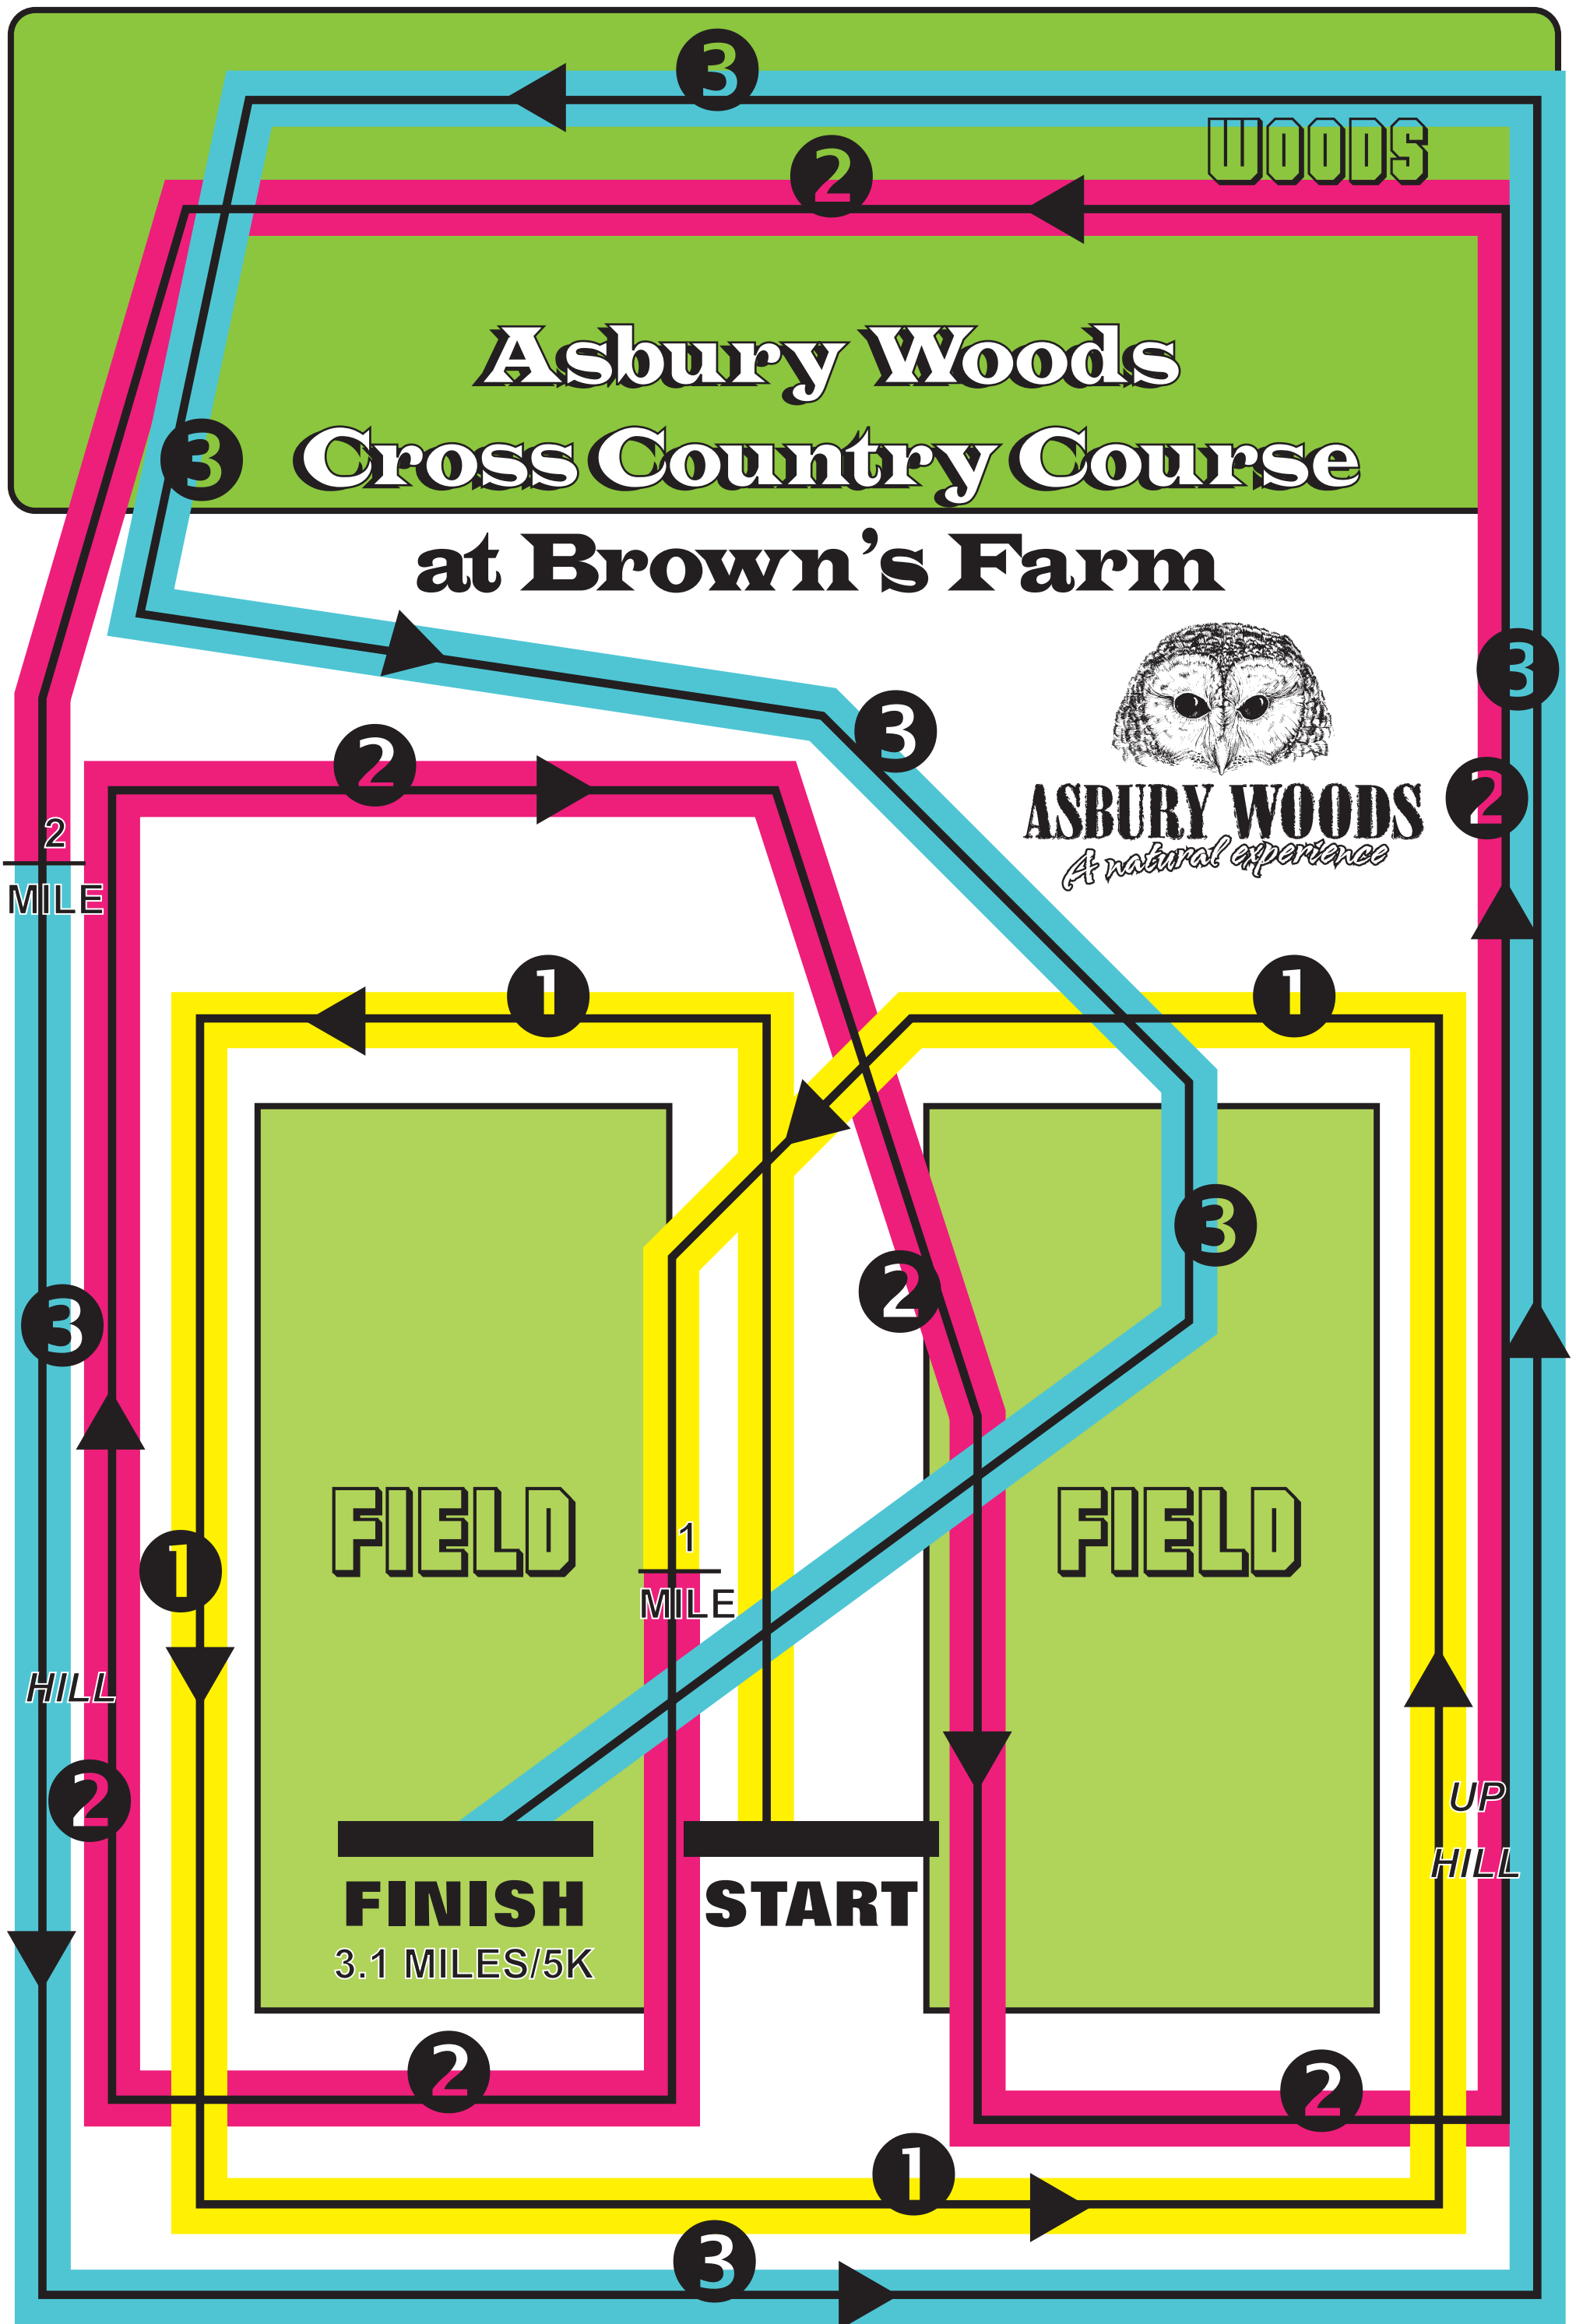 3
WOODS
2
Asbury Woods
Cross Country Course
3
at Brown's Farm
3
3
2
2
ASBURY WOODS
A natural experience
2
MILE
1
1
3
2
3
FIELD
FIELD
1
MILE
1
HILL
2
UP
HILL
FINISH
START
3.1 MILES/5K
2
2
1
3